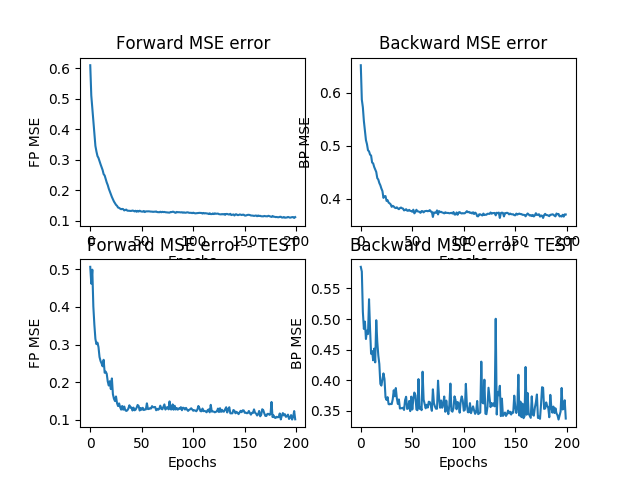 Forward MSE error
FP MSE
0.6
0.5
0.4
0.3
0.2
0.1
0 50 100 150 200
Epochs
Backward MSE error
BP MSE
0.6
0.5
0.4
0 50 100 150 200
Epochs
Forward MSE error - TEST
FP MSE
0.5
0.4
0.3
0.2
0.1
0 50 100 150 200
Epochs
Backward MSE error - TEST
BP MSE
0.55
0.50
0.45
0.40
0.35
0 50 100 150 200
Epochs